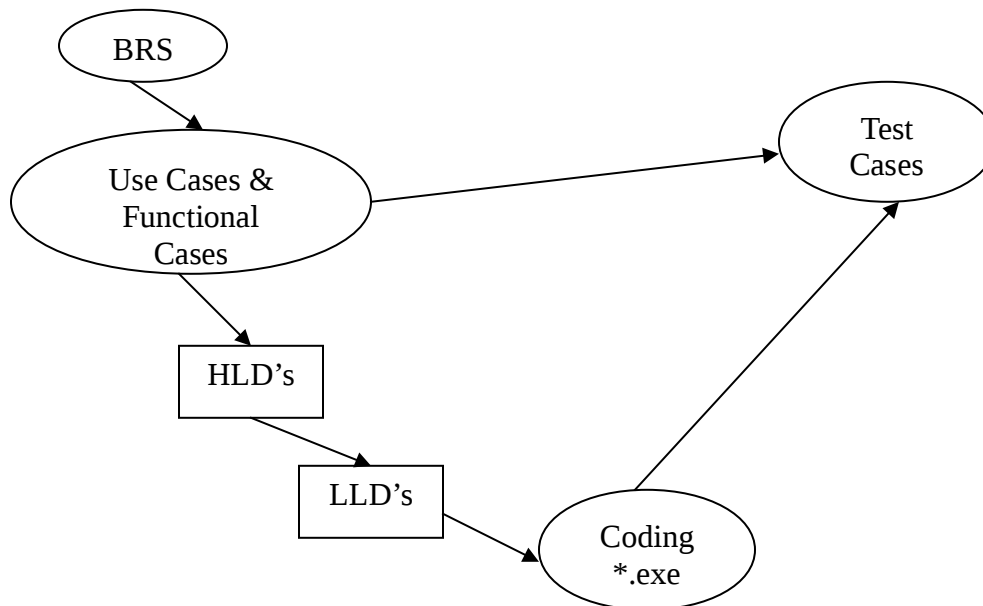 BRS
Use Cases &
Functional
Cases
Test
Cases
HLD’s
LLD’s
Coding
*.exe